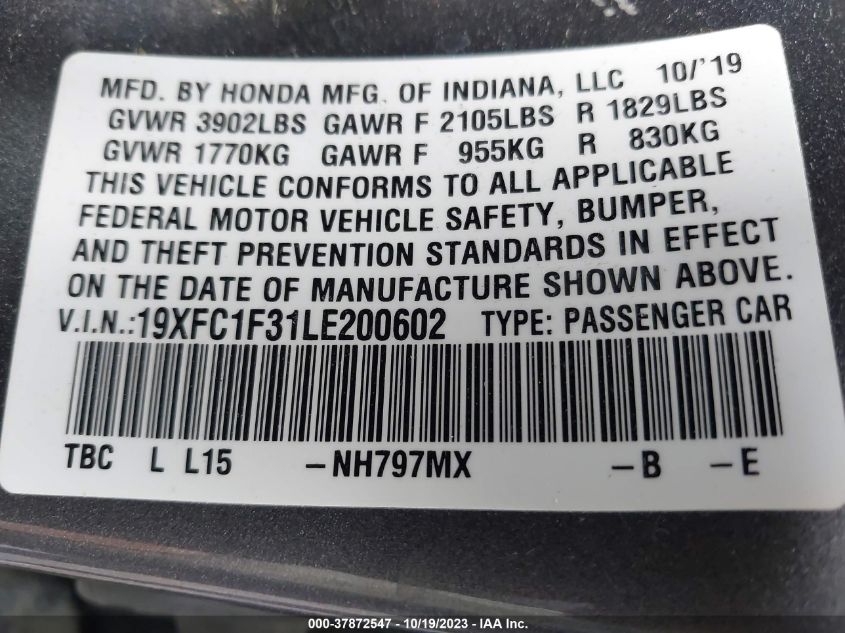 MFD. BY HONDA MFG. OF INDIANA, LLC 10/'19
GVWR 3902LBS GAWR F 2105LBS R 1829LBS
GVWR 1770KG GAWR F 955KG R 830KG
THIS VEHICLE CONFORMS TO ALL APPLICABLE
FEDERAL MOTOR VEHICLE SAFETY, BUMPER,
AND THEFT PREVENTION STANDARDS IN EFFECT
ON THE DATE OF MANUFACTURE SHOWN ABOVE.
V.I.N.:19XFC1F31LE200602 TYPE: PASSENGER CAR
TBC L L15 -NH797MX -B -E
000-37872547 - 10/19/2023 - IAA Inc.